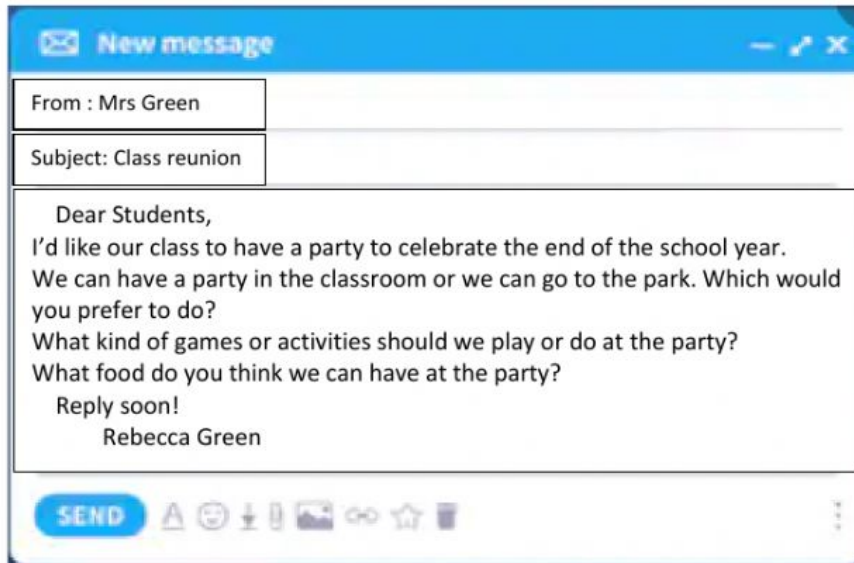 New message
From : Mrs Green
Subject: Class reunion
Dear Students,
I'd like our class to have a party to celebrate the end of the school year.
We can have a party in the classroom or we can go to the park. Which would
you prefer to do?
What kind of games or activities should we play or do at the party?
What food do you think we can have at the party?
Reply soon!
Rebecca Green
SEND A